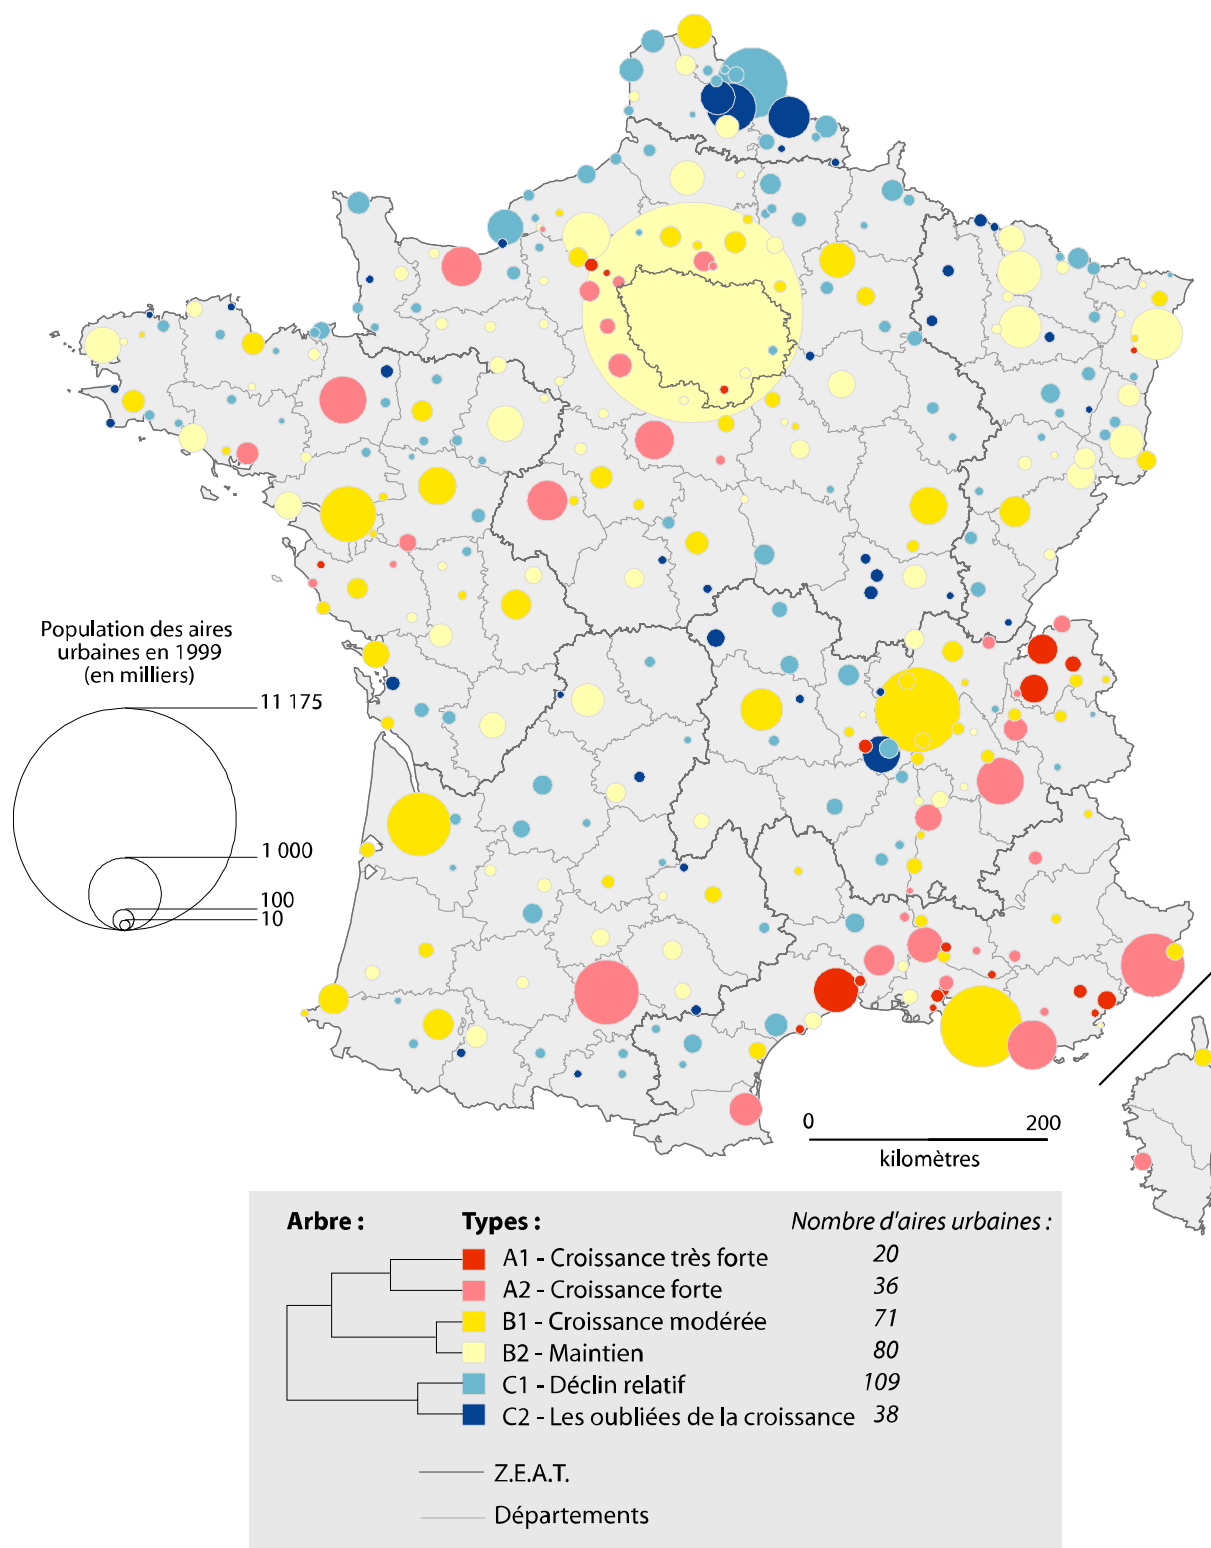 Population des aires
urbaines en 1999
(en milliers)
11 175
1 000
100
10
0
200
kilomètres
Arbre :
Types :
Nombre d'aires urbaines :
A1 - Croissance très forte
20
A2 - Croissance forte
36
B1 - Croissance modérée
71
B2 - Maintien
80
C1 - Déclin relatif
109
C2 - Les oubliées de la croissance
38
Z.E.A.T.
Départements